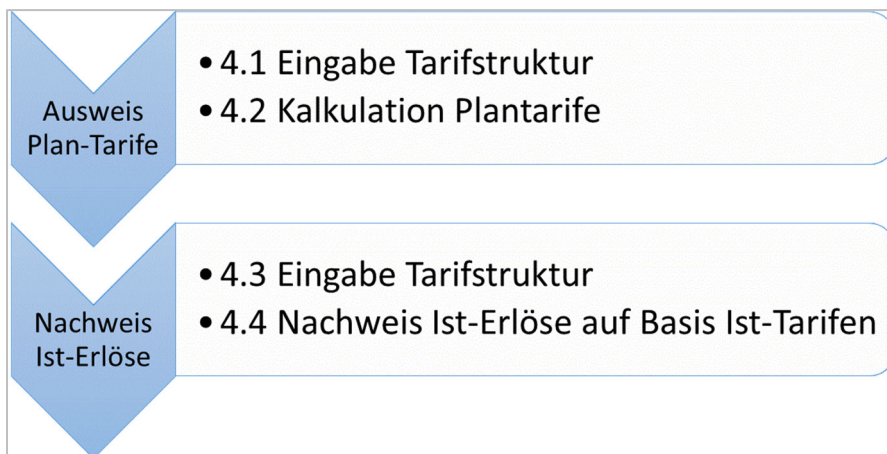 Ausweis
Plan-Tarife
• 4.1 Eingabe Tarifstruktur
• 4.2 Kalkulation Plantarife
Nachweis
Ist-Erlöse
• 4.3 Eingabe Tarifstruktur
• 4.4 Nachweis Ist-Erlöse auf Basis Ist-Tarifen